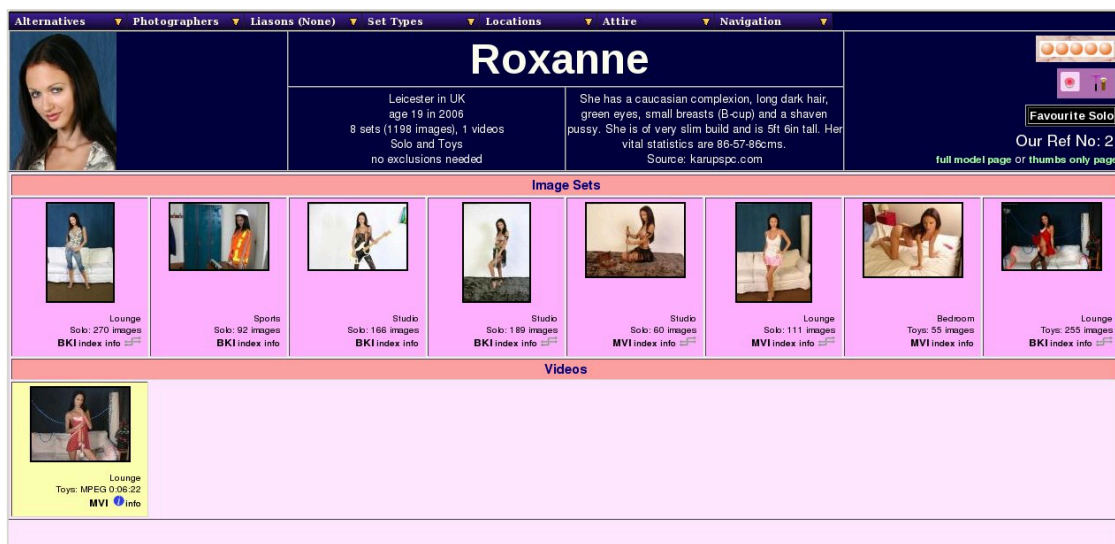 Alternatives ▼ Photographers ▼ Liasons (None) ▼ Set Types ▼ Locations ▼ Attire ▼ Navigation ▼
Roxanne
Leicester in UK
age 19 in 2006
8 sets (1198 images), 1 videos
Solo and Toys
no exclusions needed
She has a caucasian complexion, long dark hair,
green eyes, small breasts (B-cup) and a shaven
pussy. She is of very slim build and is 5ft 6in tall. Her
vital statistics are 86-57-86cms.
Source: karupspc.com
Favourite Solo
Our Ref No: 2
full model page or thumbs only page
Image Sets
Lounge
Solo: 270 images
BKI index info
Sports
Solo: 92 images
BKI index info
Studio
Solo: 166 images
BKI index info
Studio
Solo: 189 images
BKI index info
Studio
Solo: 60 images
MVI index info
Lounge
Solo: 111 images
MVI index info
Bedroom
Toys: 55 images
MVI index info
Lounge
Toys: 255 images
BKI index info
Videos
Lounge
Toys: MPEG 0:06:22
MVI info